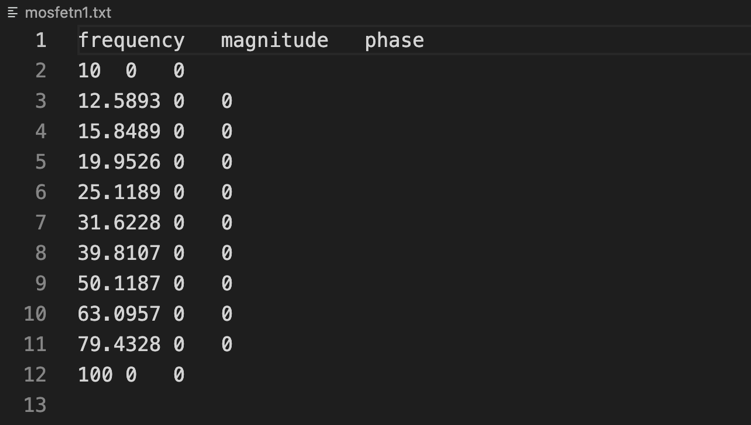 mosfetn1.txt
1 frequency magnitude phase
2 10 0 0
3 12.5893 0 0
4 15.8489 0 0
5 19.9526 0 0
6 25.1189 0 0
7 31.6228 0 0
8 39.8107 0 0
9 50.1187 0 0
10 63.0957 0 0
11 79.4328 0 0
12 100 0 0
13